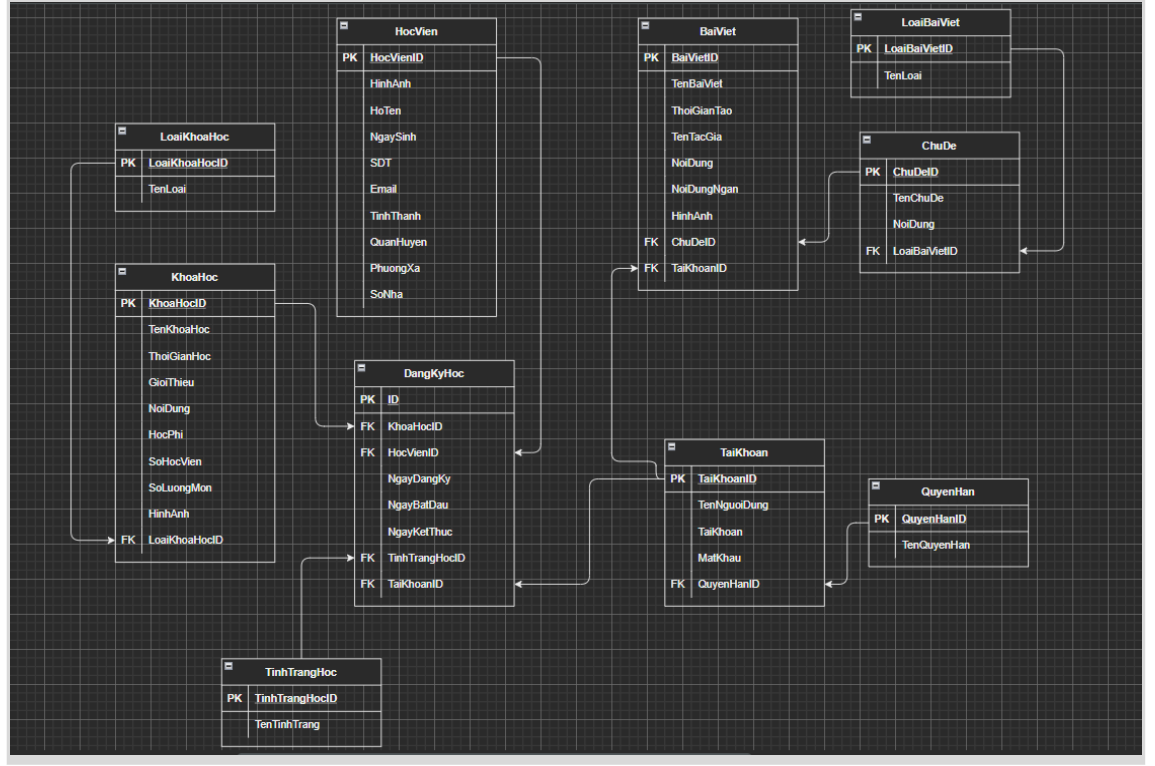 HocVien
PK HocVienID
HinhAnh
HoTen
NgaySinh
SDT
Email
TinhThanh
QuanHuyen
PhuongXa
SoNha
BaiViet
PK BaiVietID
TenBaiViet
ThoiGianTao
TenTacGia
NoiDung
NoiDungNgan
HinhAnh
FK ChuDeID
FK TaiKhoanID
LoaiBaiViet
PK LoaiBaiVietID
TenLoai
ChuDe
PK ChuDeID
TenChuDe
NoiDung
FK LoaiBaiVietID
LoaiKhoaHoc
PK LoaiKhoaHocID
TenLoai
KhoaHoc
PK KhoaHocID
TenKhoaHoc
ThoiGianHoc
GioiThieu
NoiDung
HocPhi
SoHocVien
SoLuongMon
HinhAnh
FK LoaiKhoaHocID
DangKyHoc
PK ID
FK KhoaHocID
FK HocVienID
NgayDangKy
NgayBatDau
NgayKetThuc
FK TinhTrangHocID
FK TaiKhoanID
TaiKhoan
PK TaiKhoanID
TenNguoiDung
TaiKhoan
MatKhau
FK QuyenHanID
QuyenHan
PK QuyenHanID
TenQuyenHan
TinhTrangHoc
PK TinhTrangHocID
TenTinhTrang